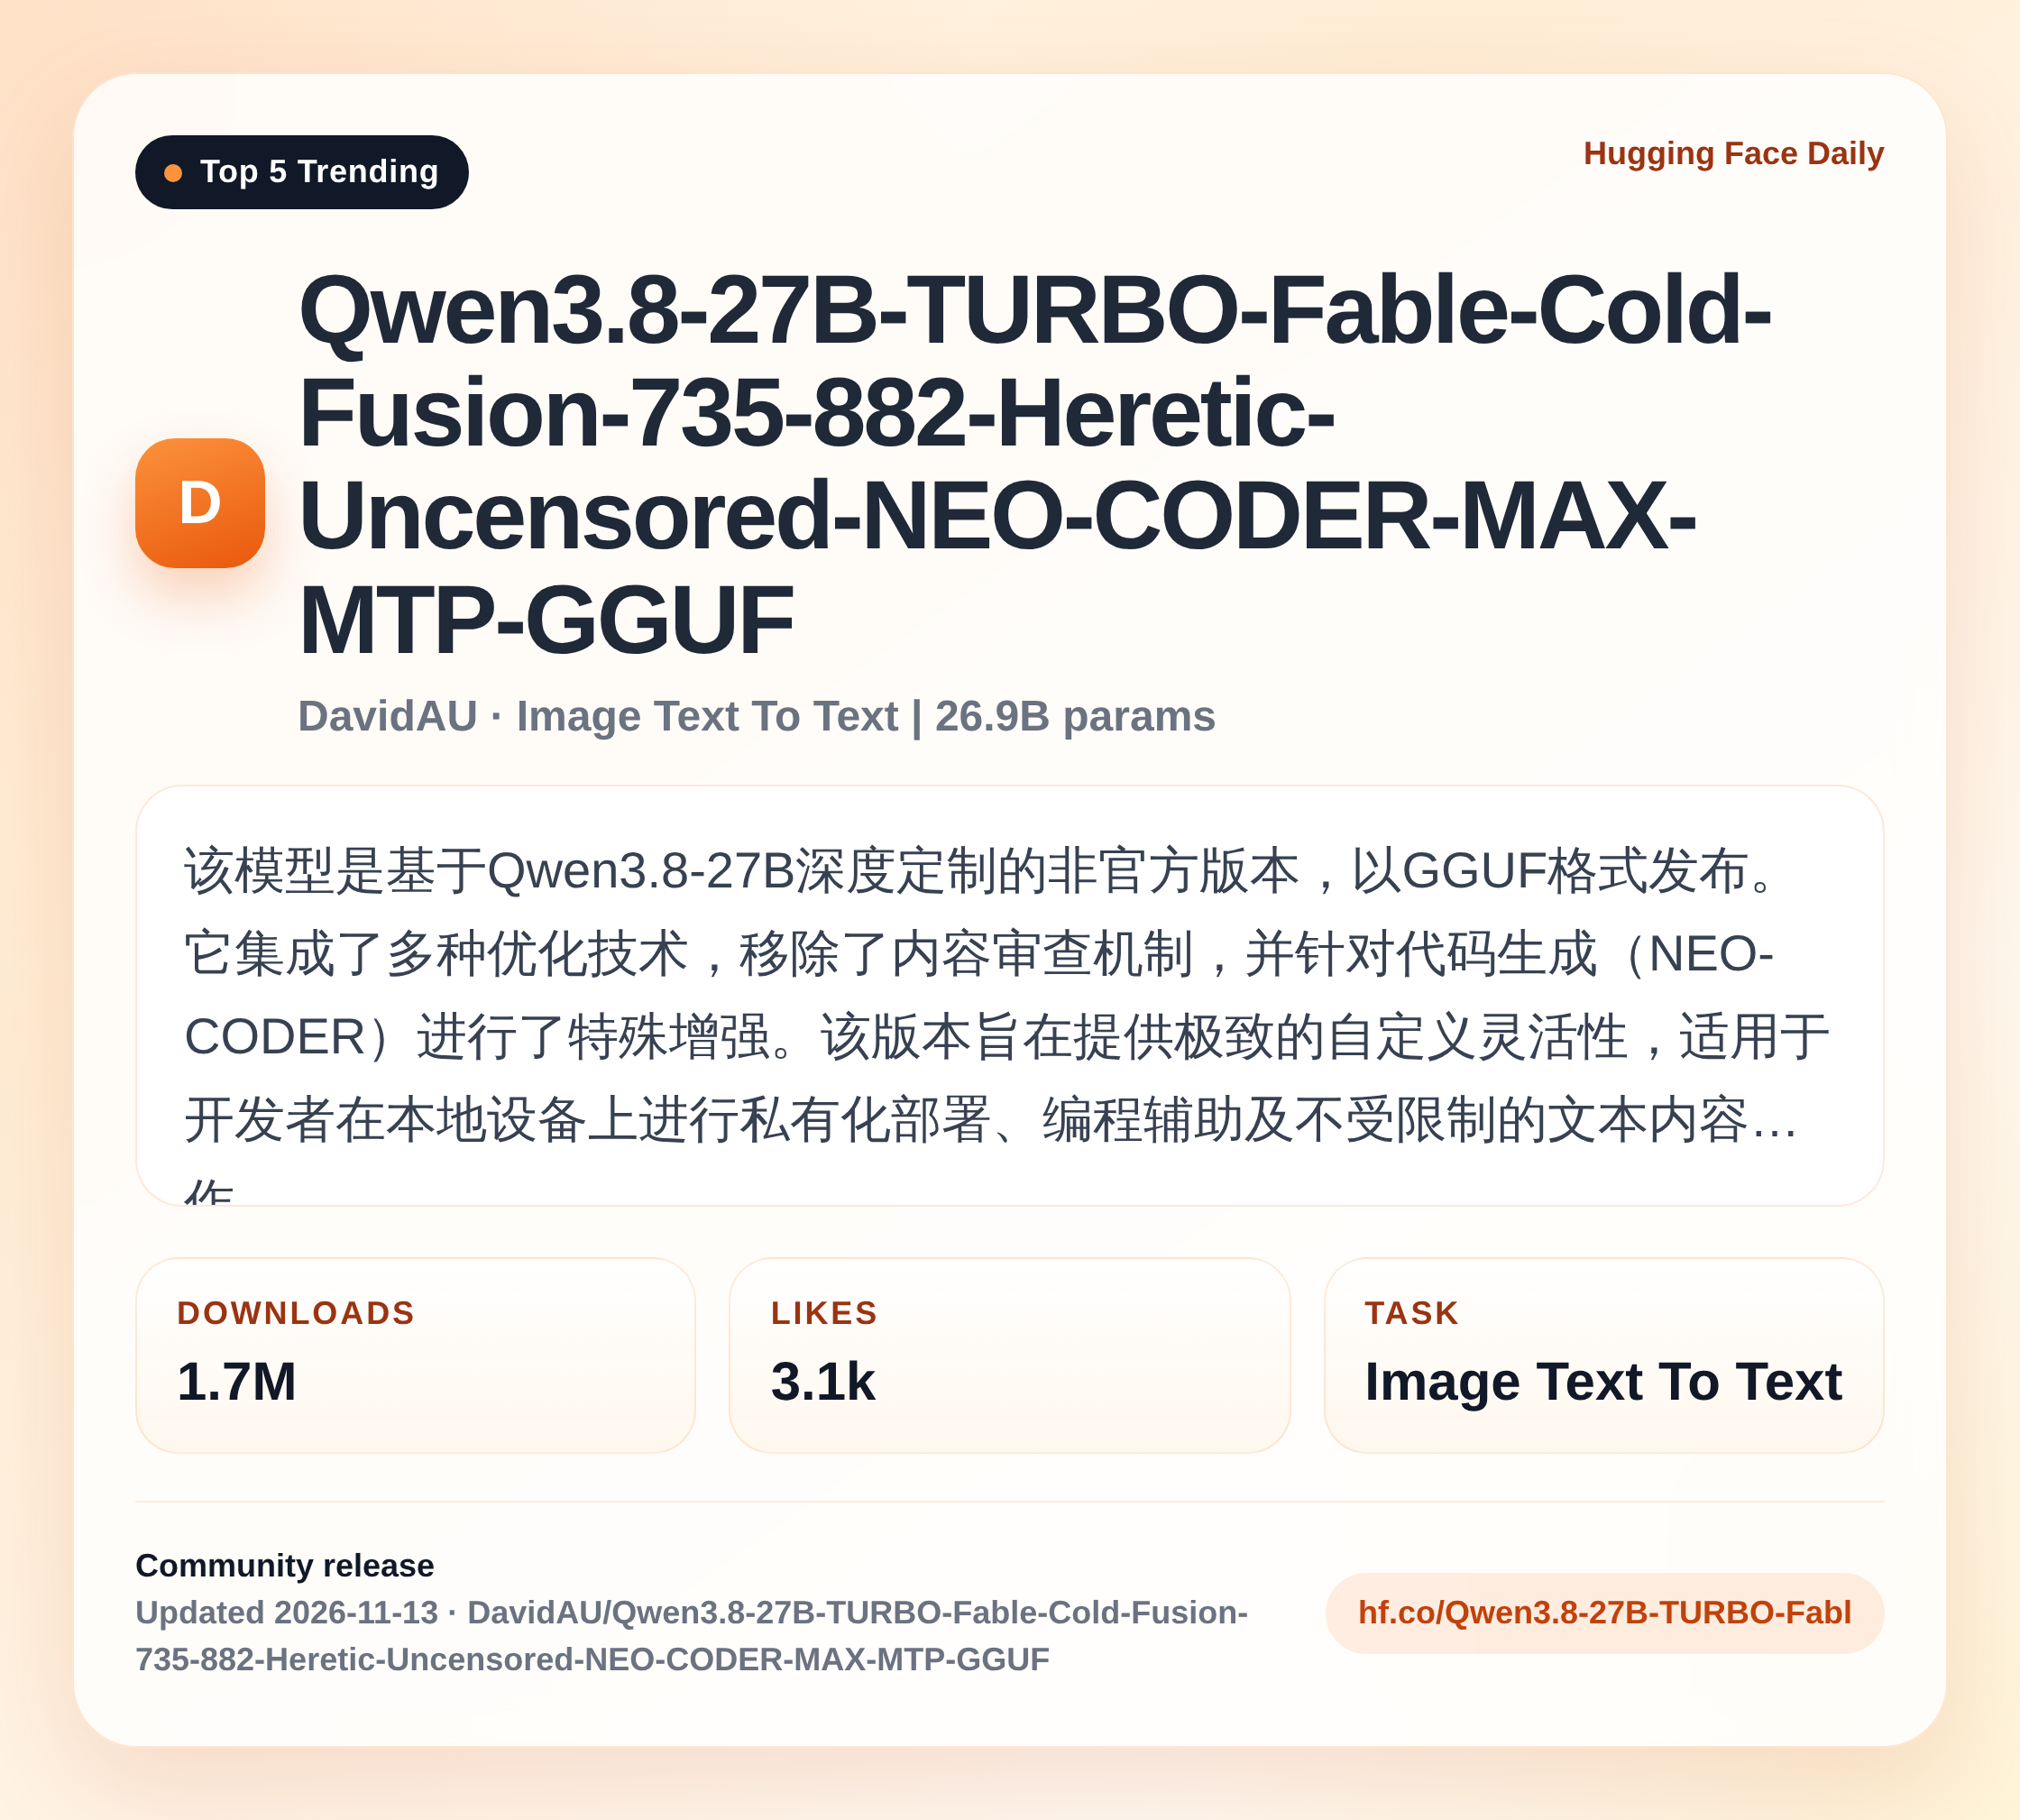 Top 5 Trending
Hugging Face Daily
D
Qwen3.8-27B-TURBO-Fable-Cold-
Fusion-735-882-Heretic-
Uncensored-NEO-CODER-MAX-
MTP-GGUF
DavidAU · Image Text To Text | 26.9B params
该模型是基于Qwen3.8-27B深度定制的非官方版本，以GGUF格式发布。
它集成了多种优化技术，移除了内容审查机制，并针对代码生成（NEO-
CODER）进行了特殊增强。该版本旨在提供极致的自定义灵活性，适用于
开发者在本地设备上进行私有化部署、编程辅助及不受限制的文本内容…
作
DOWNLOADS
1.7M
LIKES
3.1k
TASK
Image Text To Text
Community release
Updated 2026-11-13 · DavidAU/Qwen3.8-27B-TURBO-Fable-Cold-Fusion-
735-882-Heretic-Uncensored-NEO-CODER-MAX-MTP-GGUF
hf.co/Qwen3.8-27B-TURBO-Fabl